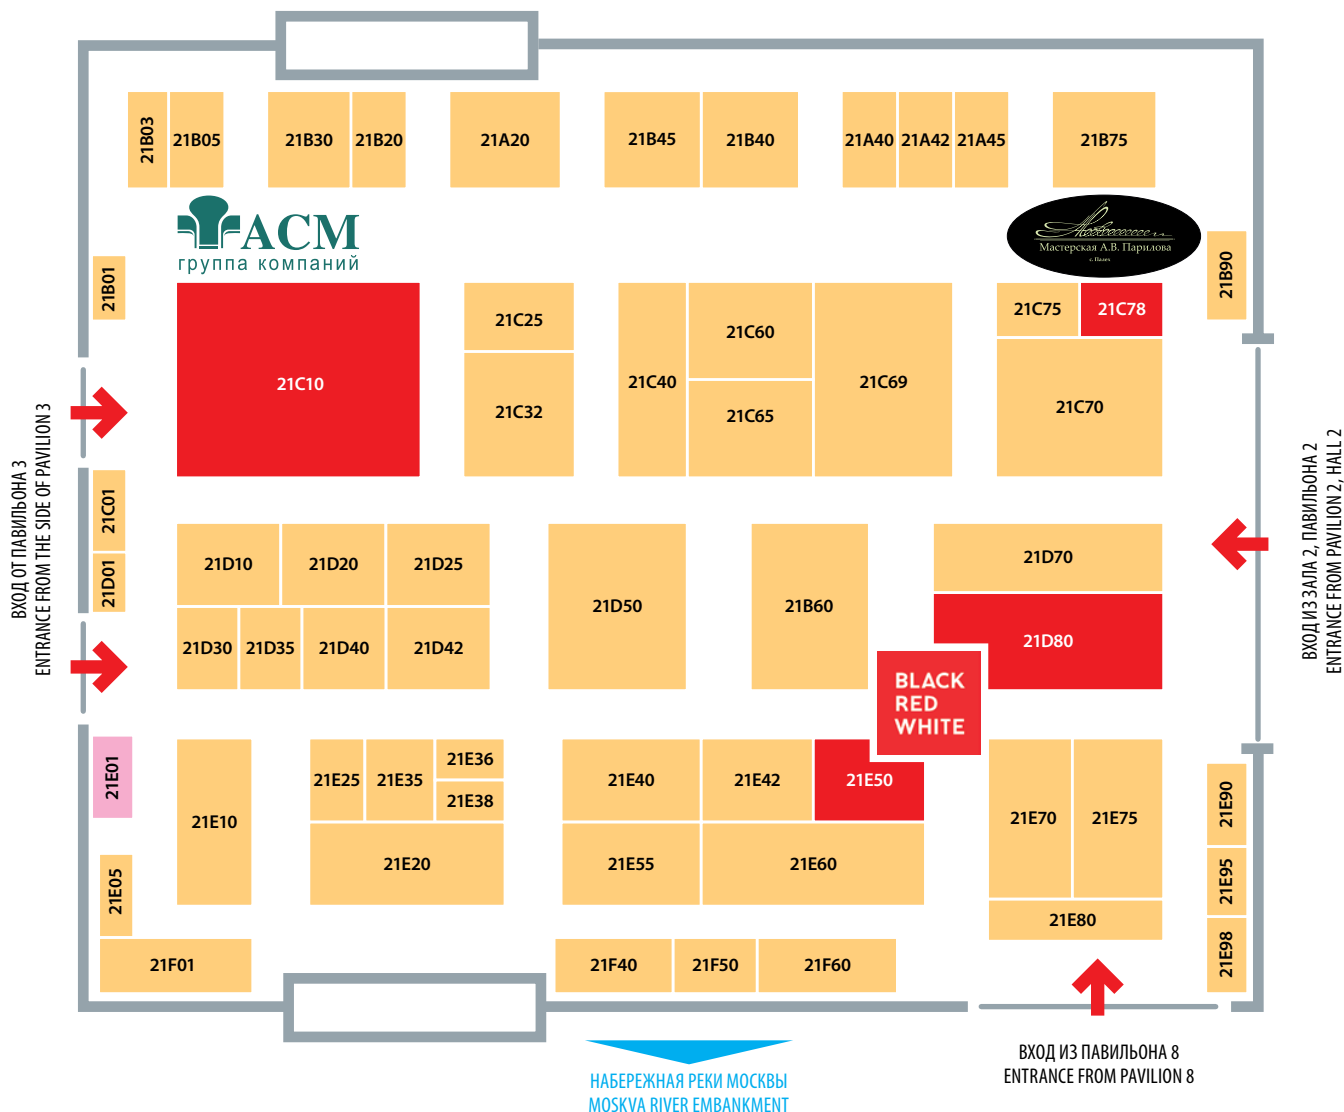 21B03
21B05
21B30
21B20
21A20
21B45
21B40
21A40
21A42
21A45
21B75
АСМ
группа компаний
Мастерская А.В. Парилова
с. Палех
21B01
21B90
21C10
21C25
21C32
21C40
21C60
21C65
21C69
21C75
21C78
21C70
ВХОД ОТ ПАВИЛЬОНА 3
ENTRANCE FROM THE SIDE OF PAVILION 3
21C01
21D01
ВХОД ИЗ ЗАЛА 2, ПАВИЛЬОНА 2
ENTRANCE FROM PAVILION 2, HALL 2
21D10
21D20
21D25
21D30
21D35
21D40
21D42
21D50
21B60
21D70
21D80
BLACK
RED
WHITE
21E01
21E05
21E10
21E25
21E35
21E36
21E38
21E20
21E40
21E42
21E50
21E55
21E60
21E70
21E75
21E80
21E90
21E95
21E98
21F01
21F40
21F50
21F60
НАБЕРЕЖНАЯ РЕКИ МОСКВЫ
MOSKVA RIVER EMBANKMENT
ВХОД ИЗ ПАВИЛЬОНА 8
ENTRANCE FROM PAVILION 8